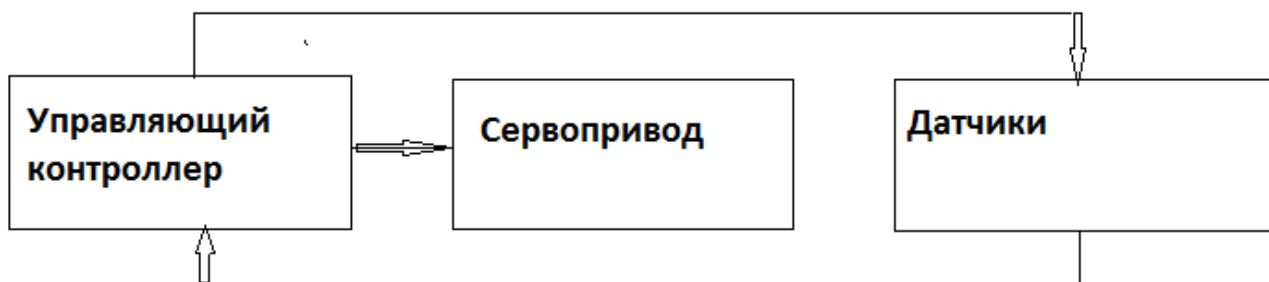 Управляющий
контроллер
Сервопривод
Датчики